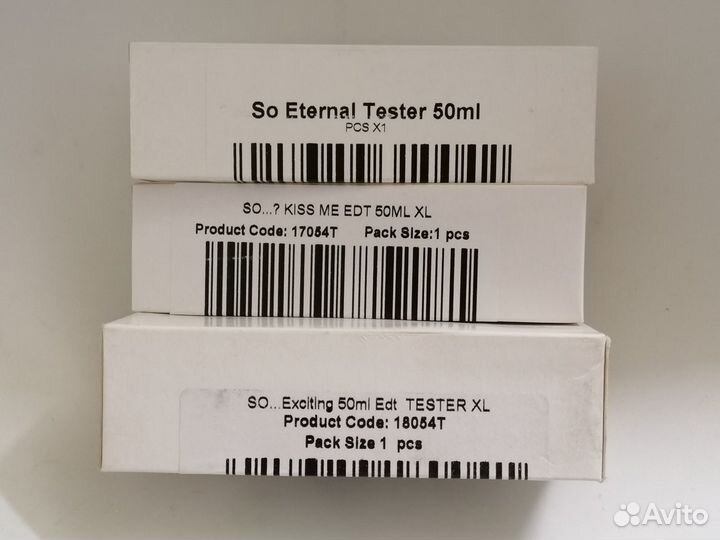 So Eternal Tester 50ml
PCS X1
SO...? KISS ME EDT 50ML XL
Product Code: 17054T Pack Size:1 pcs
SO...Exciting 50ml Edt TESTER XL
Product Code: 18054T
Pack Size 1 pcs
Avito